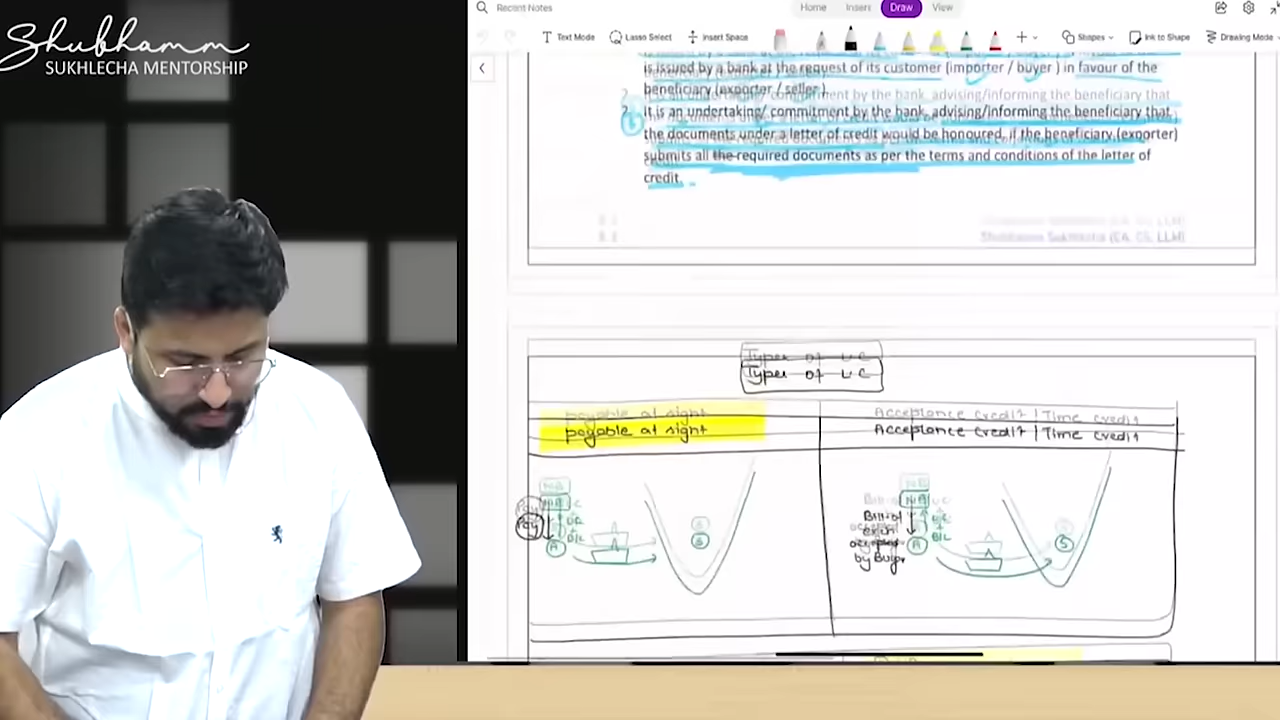 Shubhamm
SUKHLECHA MENTORSHIP
Recent Notes
Home Insert Draw View
Text Mode Lasso Select Insert Space Shapes Ink to Shape Drawing Mode
is issued by a bank at the request of its customer (importer / buyer ) in favour of the
beneficiary (exporter / seller ).
2. It is an undertaking/ commitment by the bank, advising/informing the beneficiary that
the documents under a letter of credit would be honoured, if the beneficiary (exporter)
submits all the required documents as per the terms and conditions of the letter of
credit.
Shubhamm Sukhlecha (CA, CS, LLM)
Types of LC
payable at sight
Acceptance credit | Time credit
Pay
A
B/L
Bill of
exch
accepted
by Buyer
A
B/L